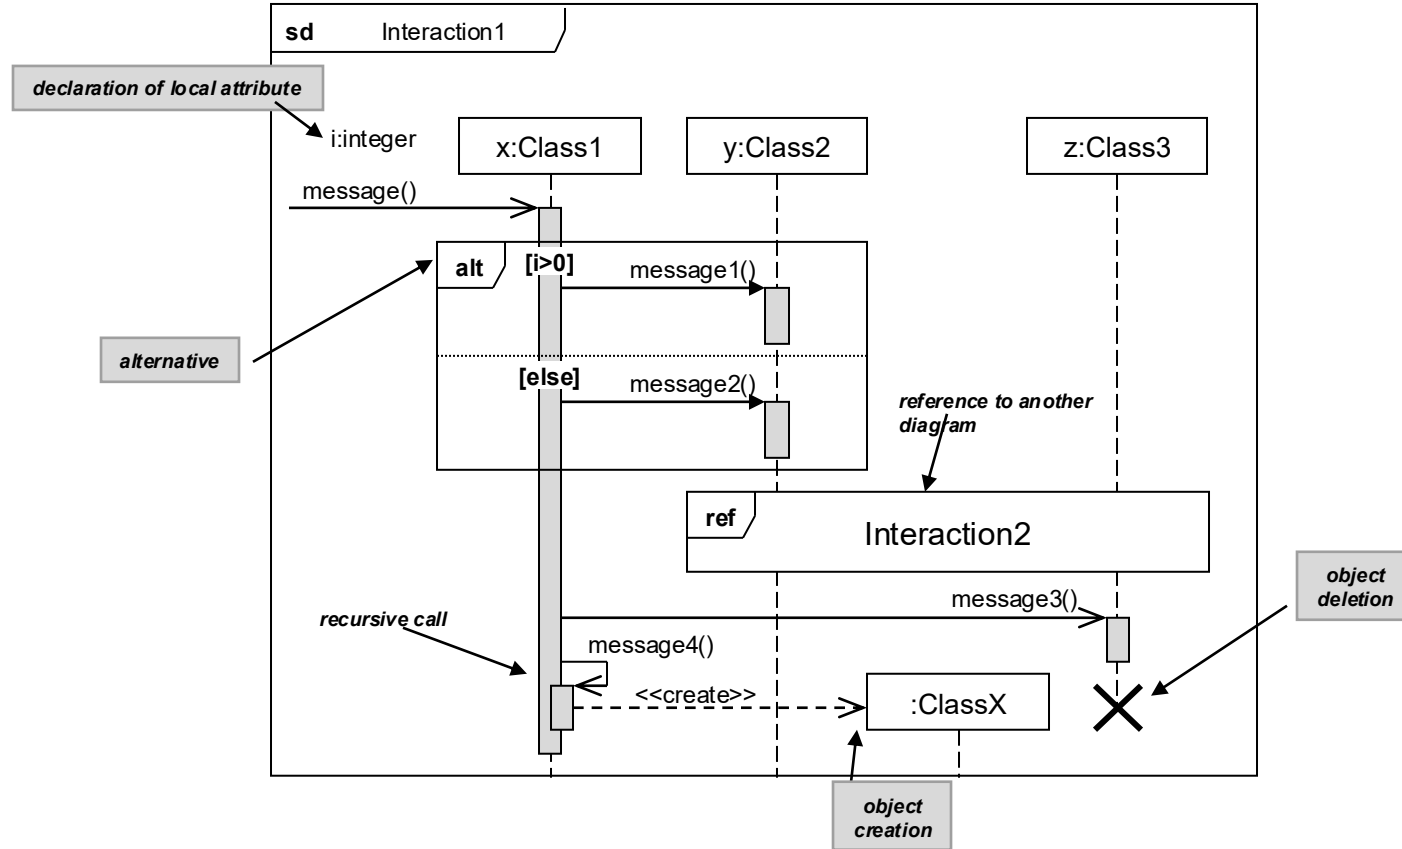 sd Interaction1
declaration of local attribute
i:integer
x:Class1
y:Class2
z:Class3
message()
alt
[i>0]
message1()
alternative
[else]
message2()
reference to another
diagram
ref
Interaction2
object
deletion
message3()
recursive call
message4()
<<create>>
:ClassX
object
creation